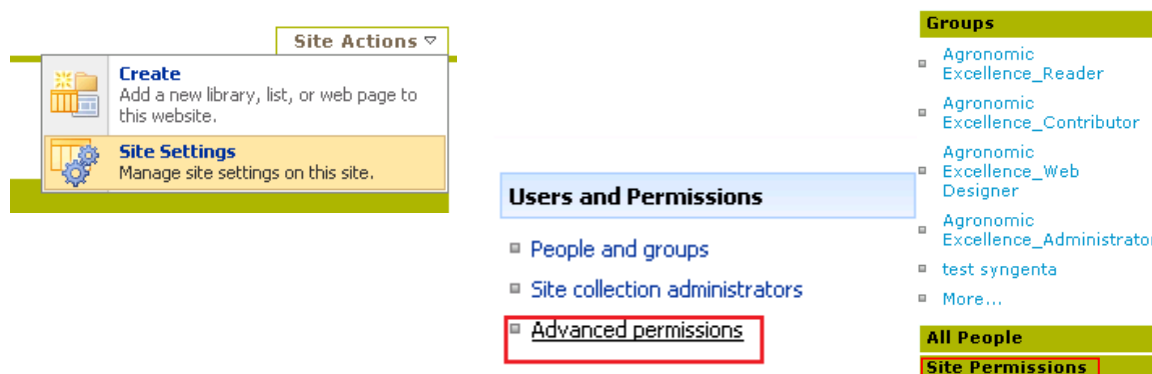 Site Actions
Create
Add a new library, list, or web page to
this website.
Site Settings
Manage site settings on this site.
Users and Permissions
People and groups
Site collection administrators
Advanced permissions
Groups
Agronomic
Excellence_Reader
Agronomic
Excellence_Contributor
Agronomic
Excellence_Web
Designer
Agronomic
Excellence_Administrator
test syngenta
More...
All People
Site Permissions